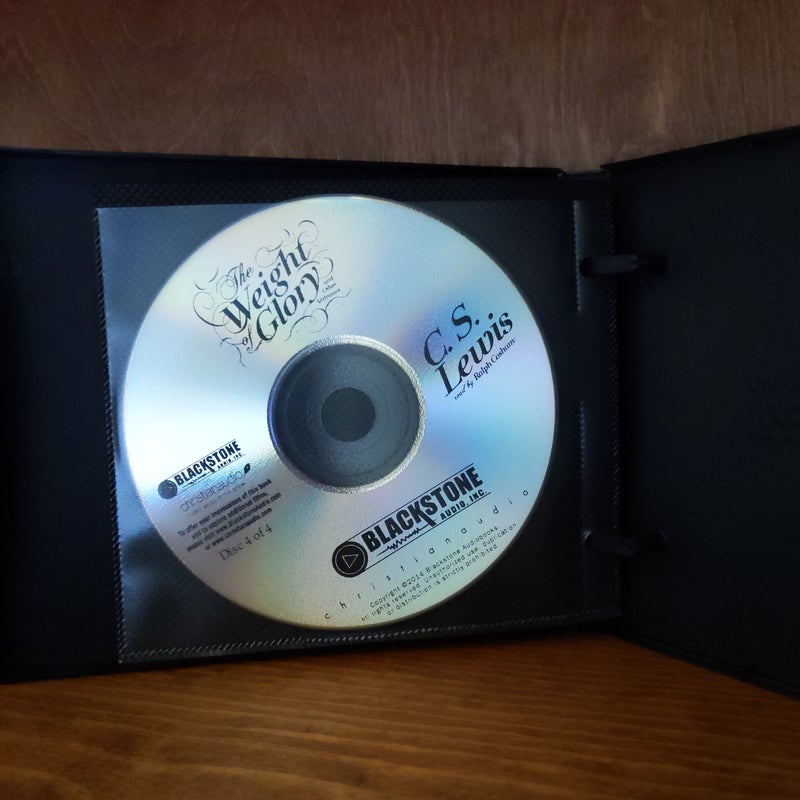 The
Weight
of Glory
and
Other
Addresses
C. S.
Lewis
read by Ralph Cosham
BLACKSTONE
AUDIO, INC.
christianaudio
To offer your impressions of this book
and to explore additional titles,
please visit www.BlackstoneAudio.com
or www.christianaudio.com
Disc 4 of 4
BLACKSTONE
AUDIO, INC.
christianaudio
Copyright ©2014 Blackstone Audiobooks
all rights reserved. Unauthorized use, duplication
or distribution is strictly prohibited.